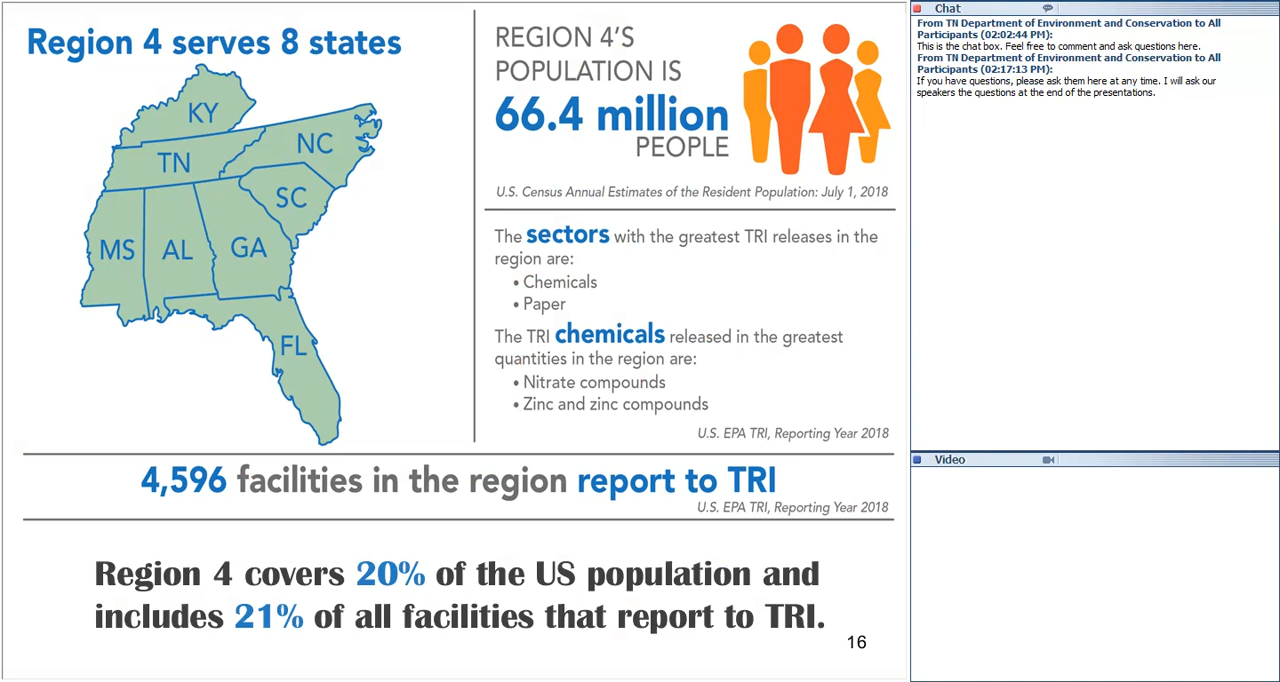 Region 4 serves 8 states
KY
NC
TN
SC
MS
AL
GA
FL
REGION 4'S
POPULATION IS
66.4 million
PEOPLE
U.S. Census Annual Estimates of the Resident Population: July 1, 2018
The sectors with the greatest TRI releases in the
region are:
• Chemicals
• Paper
The TRI chemicals released in the greatest
quantities in the region are:
• Nitrate compounds
• Zinc and zinc compounds
U.S. EPA TRI, Reporting Year 2018
4,596 facilities in the region report to TRI
U.S. EPA TRI, Reporting Year 2018
Region 4 covers 20% of the US population and
includes 21% of all facilities that report to TRI.
16
Chat
From TN Department of Environment and Conservation to All
Participants (02:02:44 PM):
This is the chat box. Feel free to comment and ask questions here.
From TN Department of Environment and Conservation to All
Participants (02:17:13 PM):
If you have questions, please ask them here at any time. I will ask our
speakers the questions at the end of the presentations.
Video